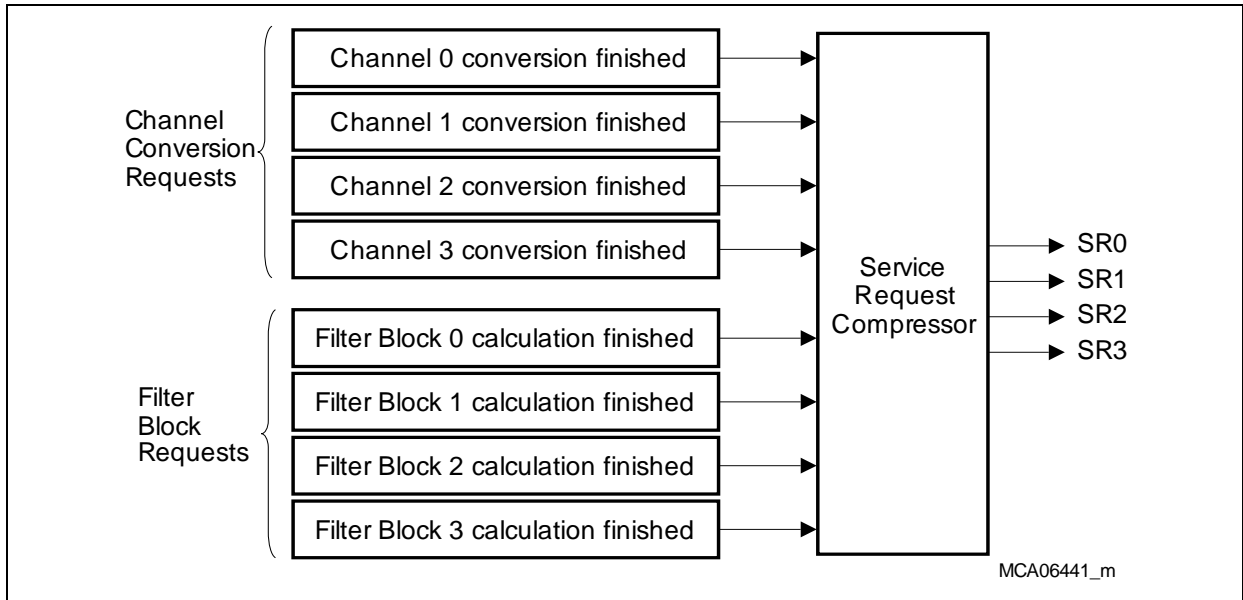 Channel 0 conversion finished
Channel 1 conversion finished
Channel 2 conversion finished
Channel 3 conversion finished
Channel
Conversion
Requests
Filter Block 0 calculation finished
Filter Block 1 calculation finished
Filter Block 2 calculation finished
Filter Block 3 calculation finished
Filter
Block
Requests
Service
Request
Compressor
SR0
SR1
SR2
SR3
MCA06441_m